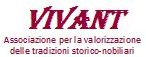 VIVANT
Associazione per la valorizzazione
delle tradizioni storico-nobiliari